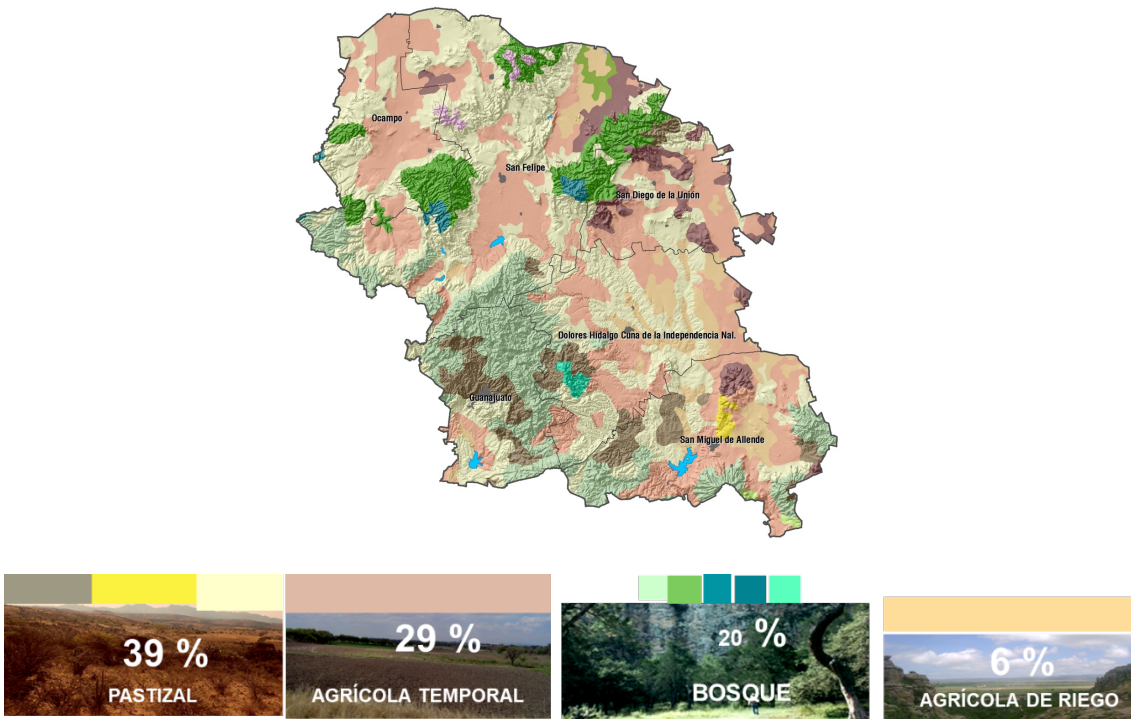 Ocampo
San Felipe
San Diego de la Unión
Dolores Hidalgo Cuna de la Independencia Nal.
Guanajuato
San Miguel de Allende
39 %
PASTIZAL
29 %
AGRÍCOLA TEMPORAL
20 %
BOSQUE
6 %
AGRÍCOLA DE RIEGO